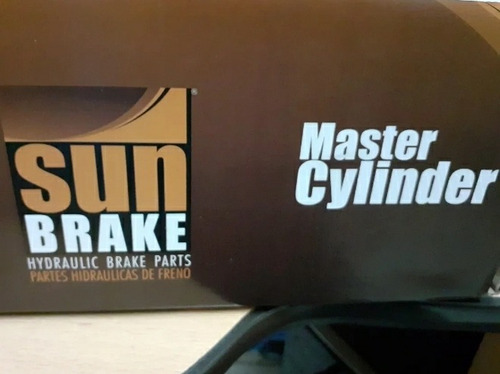 sun
BRAKE
HYDRAULIC BRAKE PARTS
PARTES HIDRAULICAS DE FRENO
Master
Cylinder